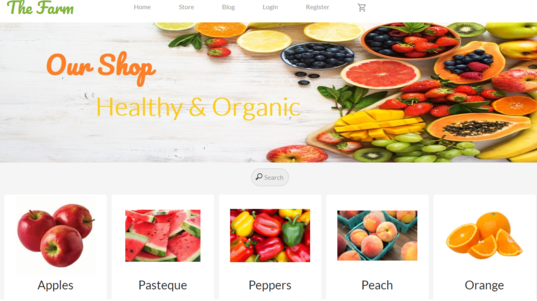 The Farm
Home Store Blog Login Register
Our Shop
Healthy & Organic
Search
Apples Pasteque Peppers Peach Orange